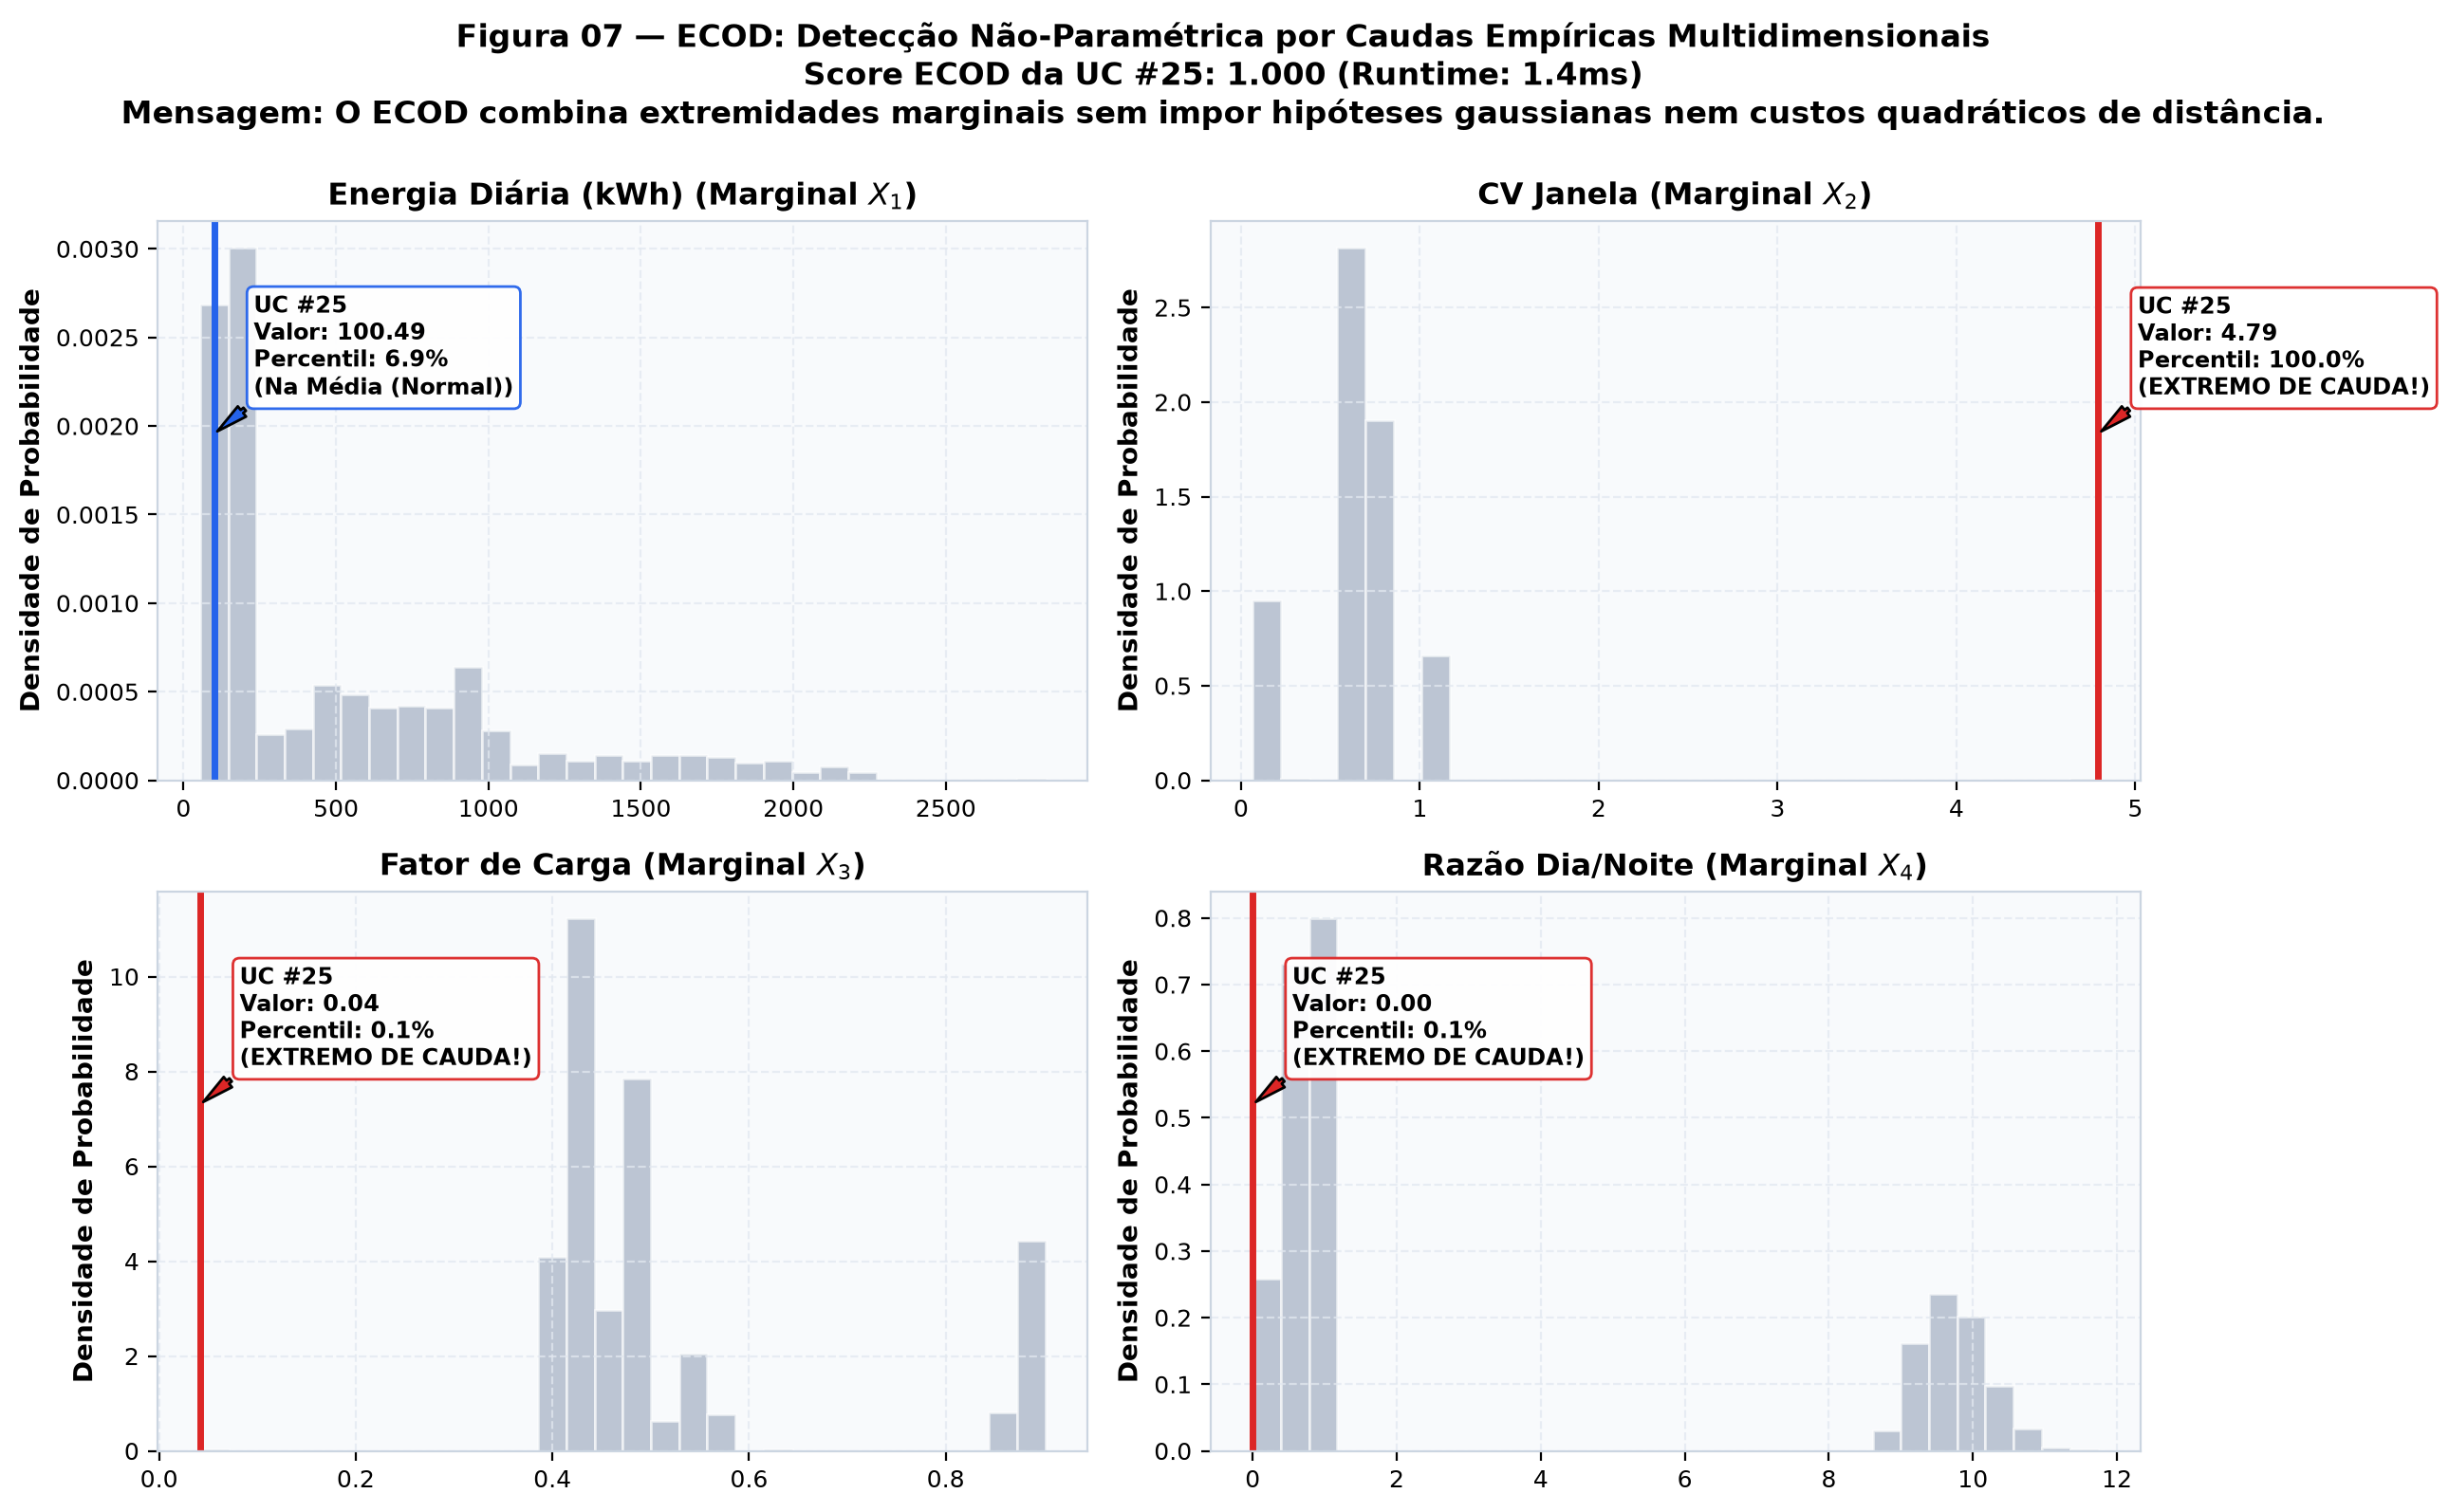 Figura 07 — ECOD: Detecção Não-Paramétrica por Caudas Empíricas Multidimensionais
Score ECOD da UC #25: 1.000 (Runtime: 1.4ms)
Mensagem: O ECOD combina extremidades marginais sem impor hipóteses gaussianas nem custos quadráticos de distância.
Energia Diária (kWh) (Marginal X₁)
Densidade de Probabilidade
0.0030
0.0025
0.0020
0.0015
0.0010
0.0005
0.0000
UC #25
Valor: 100.49
Percentil: 6.9%
(Na Média (Normal))
0 500 1000 1500 2000 2500
CV Janela (Marginal X₂)
Densidade de Probabilidade
2.5
2.0
1.5
1.0
0.5
0.0
UC #25
Valor: 4.79
Percentil: 100.0%
(EXTREMO DE CAUDA!)
0 1 2 3 4 5
Fator de Carga (Marginal X₃)
Densidade de Probabilidade
10
8
6
4
2
0
UC #25
Valor: 0.04
Percentil: 0.1%
(EXTREMO DE CAUDA!)
0.0 0.2 0.4 0.6 0.8
Razão Dia/Noite (Marginal X₄)
Densidade de Probabilidade
0.8
0.7
0.6
0.5
0.4
0.3
0.2
0.1
0.0
UC #25
Valor: 0.00
Percentil: 0.1%
(EXTREMO DE CAUDA!)
0 2 4 6 8 10 12